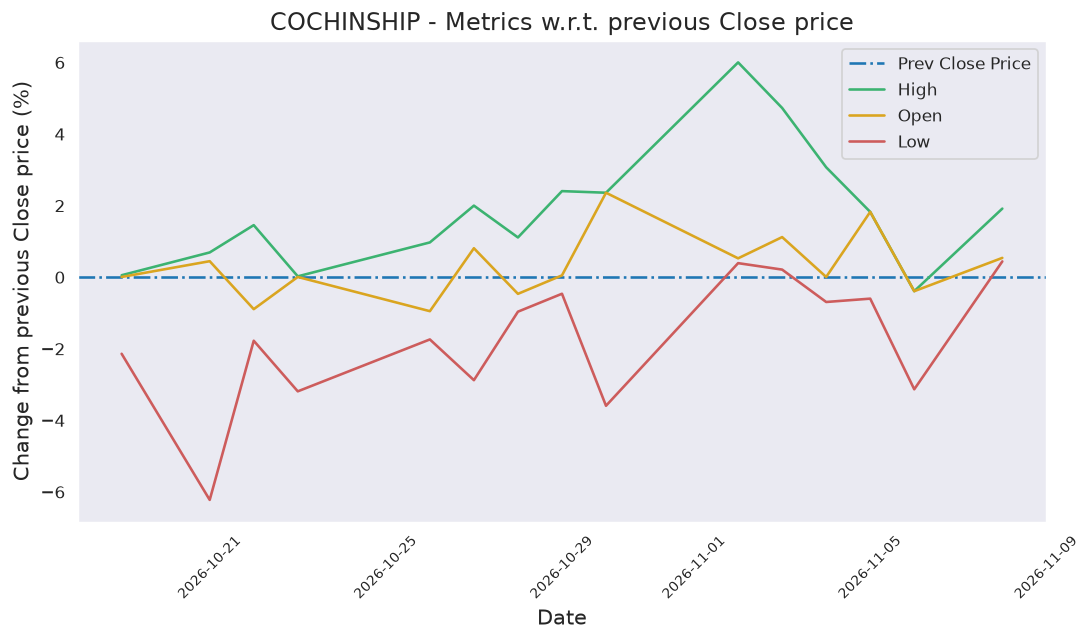 COCHINSHIP - Metrics w.r.t. previous Close price
Prev Close Price
High
Open
Low
Change from previous Close price (%)
6
4
2
0
−2
−4
−6
2026-10-21
2026-10-25
2026-10-29
2026-11-01
2026-11-05
2026-11-09
Date